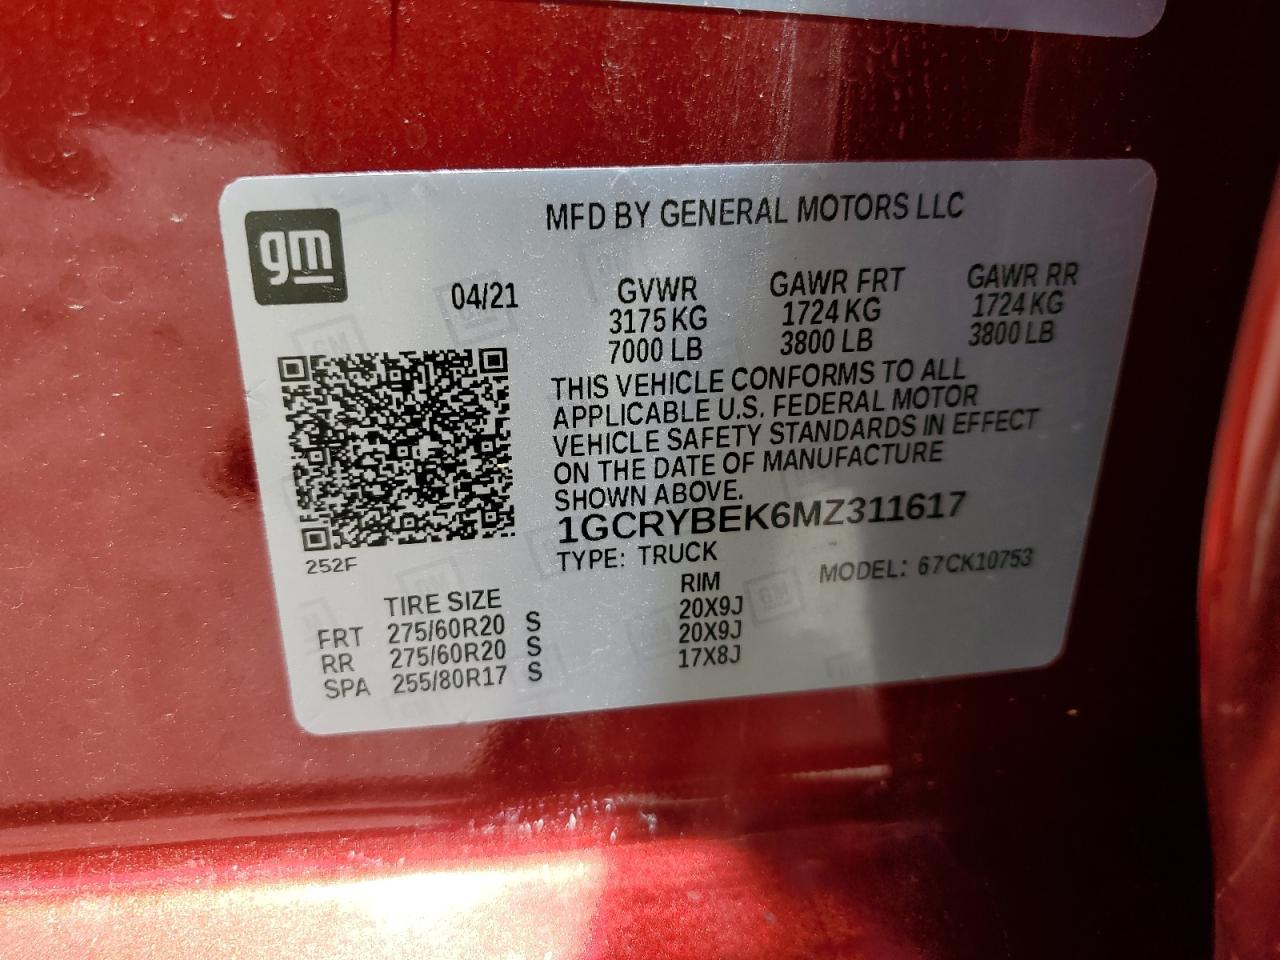 gm
MFD BY GENERAL MOTORS LLC
04/21
GVWR GAWR FRT GAWR RR
3175 KG 1724 KG 1724 KG
7000 LB 3800 LB 3800 LB
THIS VEHICLE CONFORMS TO ALL
APPLICABLE U.S. FEDERAL MOTOR
VEHICLE SAFETY STANDARDS IN EFFECT
ON THE DATE OF MANUFACTURE
SHOWN ABOVE.
1GCRYBEK6MZ311617
252F
TYPE: TRUCK MODEL: 67CK10753
TIRE SIZE RIM
FRT 275/60R20 S 20X9J
RR 275/60R20 S 20X9J
SPA 255/80R17 S 17X8J